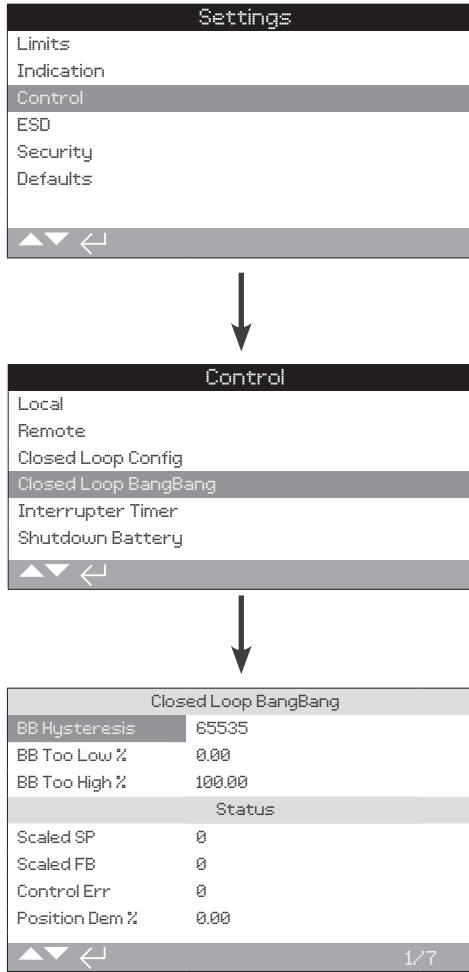 Settings
Limits
Indication
Control
ESD
Security
Defaults
Control
Local
Remote
Closed Loop Config
Closed Loop BangBang
Interrupter Timer
Shutdown Battery
Closed Loop BangBang
BB Hysteresis 65535
BB Too Low % 0.00
BB Too High % 100.00
Status
Scaled SP 0
Scaled FB 0
Control Err 0
Position Dem % 0.00
1/7